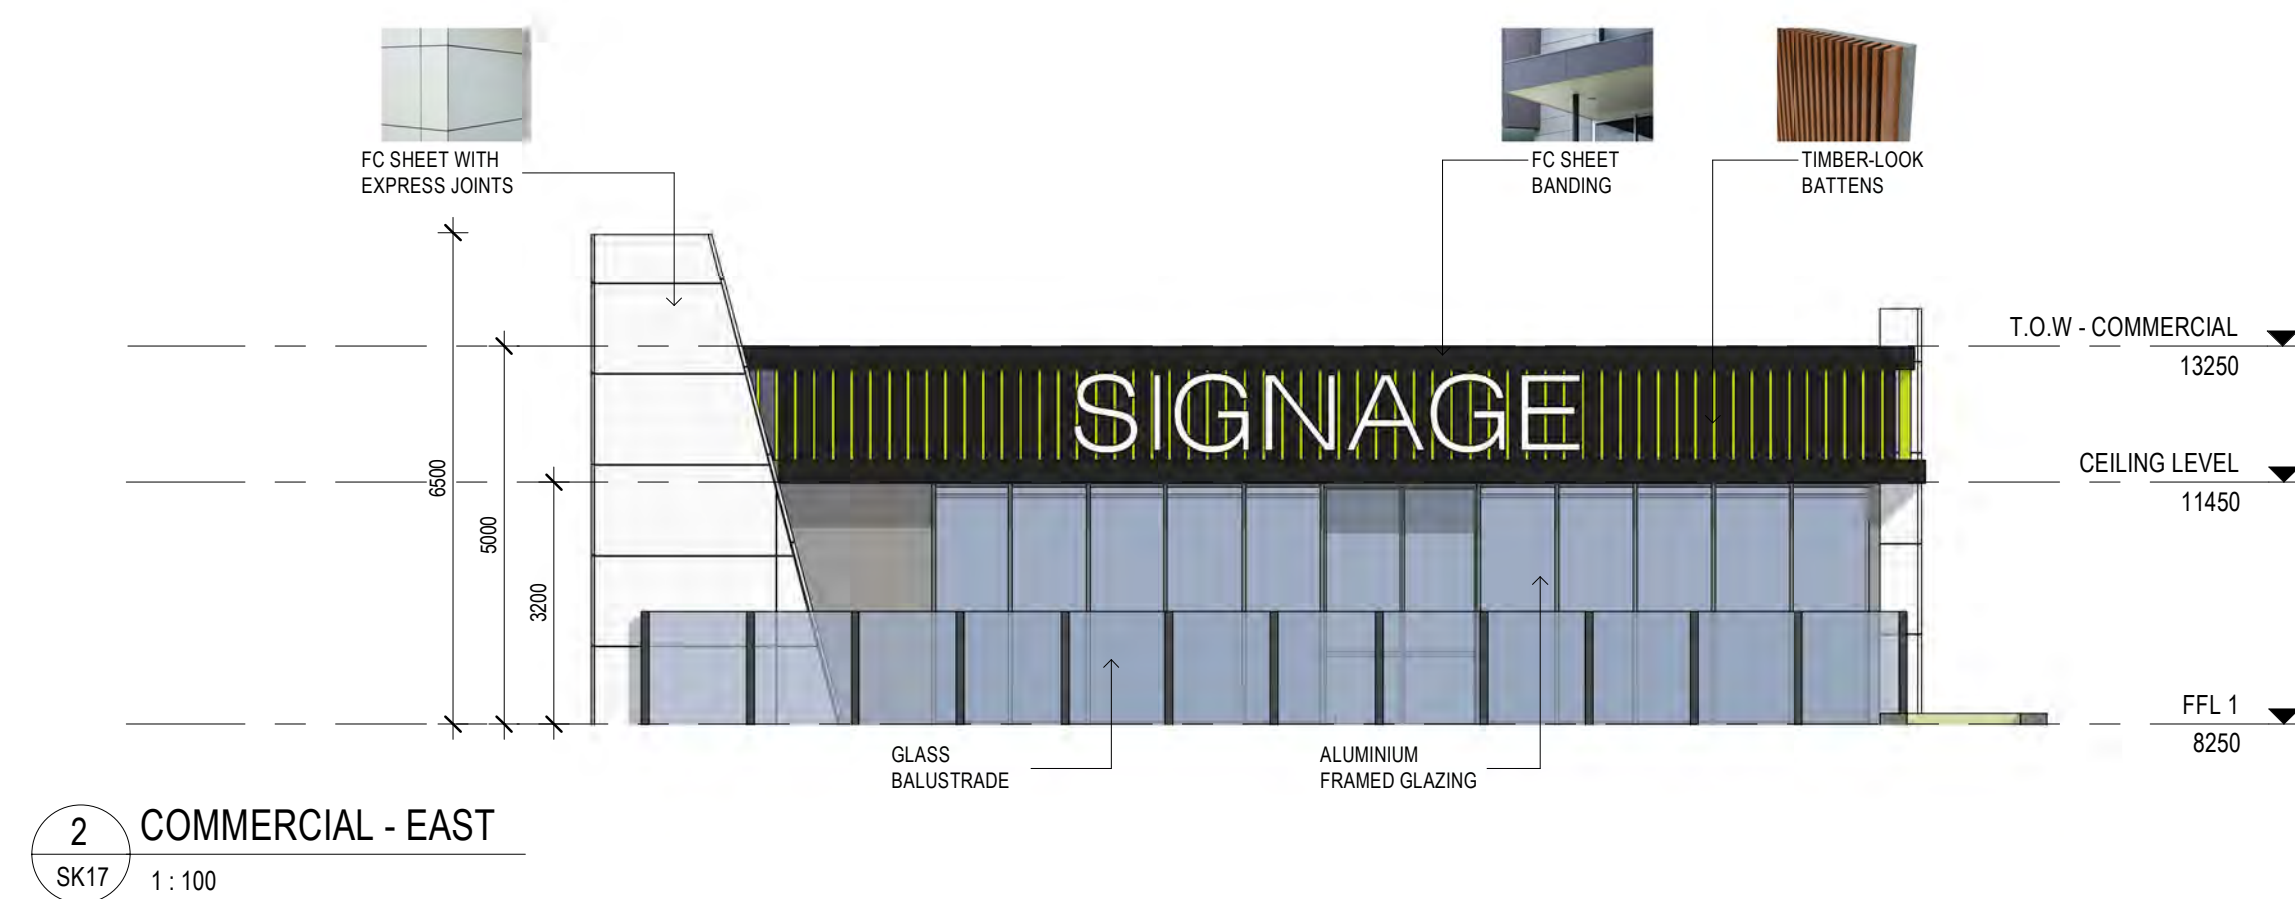 FC SHEET WITH
EXPRESS JOINTS
FC SHEET
BANDING
TIMBER-LOOK
BATTENS
T.O.W - COMMERCIAL
13250
SIGNAGE
CEILING LEVEL
11450
6500
5000
3200
FFL 1
8250
GLASS
BALUSTRADE
ALUMINIUM
FRAMED GLAZING
2
COMMERCIAL - EAST
SK17
1 : 100